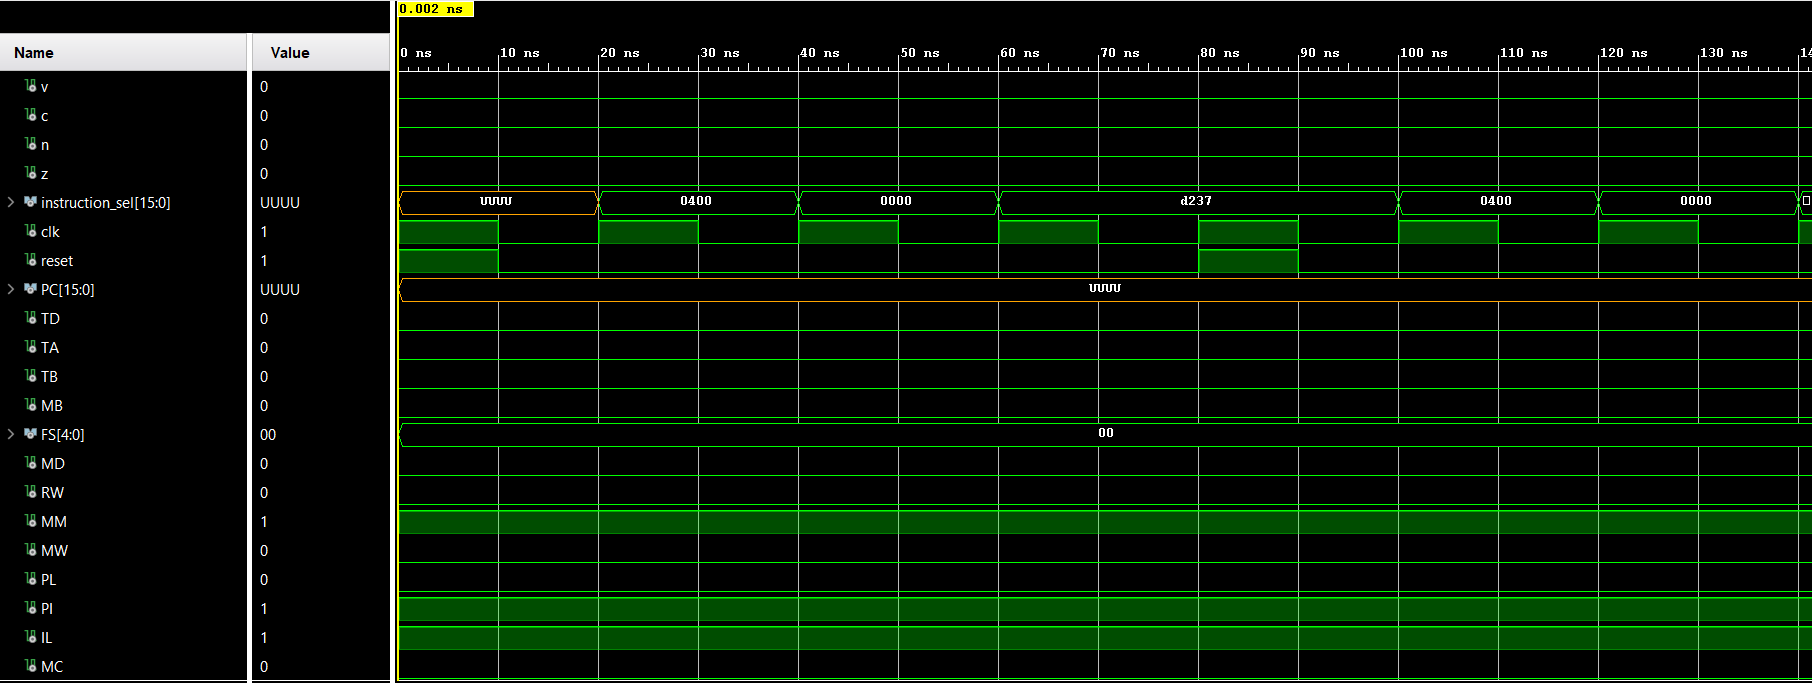 0.002 ns
Name Value
0 ns 10 ns 20 ns 30 ns 40 ns 50 ns 60 ns 70 ns 80 ns 90 ns 100 ns 110 ns 120 ns 130 ns 14
v 0
c 0
n 0
z 0
instruction_sel[15:0] UUUU UUUU 0400 0000 d237 0400 0000
clk 1
reset 1
PC[15:0] UUUU UUUU
TD 0
TA 0
TB 0
MB 0
FS[4:0] 00 00
MD 0
RW 0
MM 1
MW 0
PL 0
PI 1
IL 1
MC 0